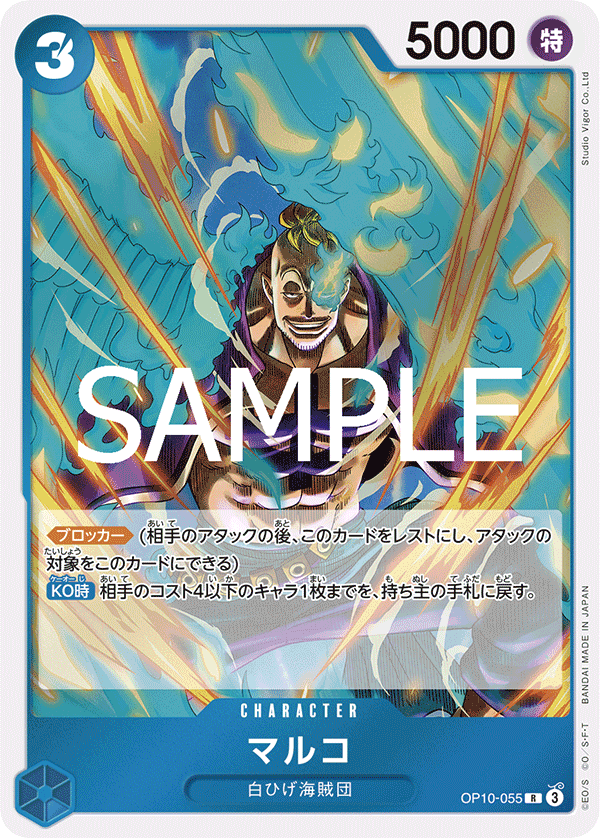 3
5000 特
Studio Vigor Co.,Ltd
SAMPLE
ブロッカー (相手のアタックの後、このカードをレストにし、アタックの
対象をこのカードにできる)
KO時 相手のコスト4以下のキャラ1枚までを、持ち主の手札に戻す。
CHARACTER
マルコ
白ひげ海賊団
OP10-055 R 3
©E.O/S ©O/S・F・T BANDAI MADE IN JAPAN